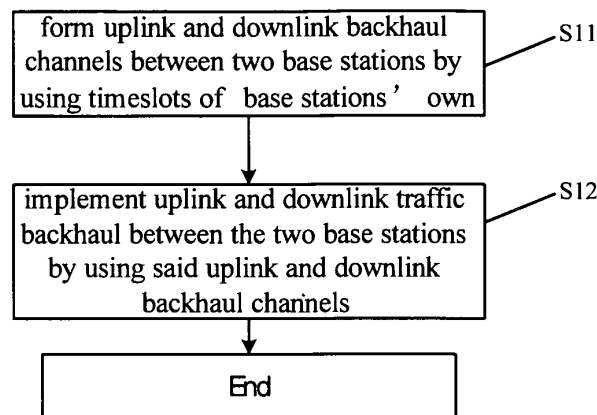 form uplink and downlink backhaul
channels between two base stations by
using timeslots of base stations' own
S11
implement uplink and downlink traffic
backhaul between the two base stations
by using said uplink and downlink
backhaul channels
S12
End